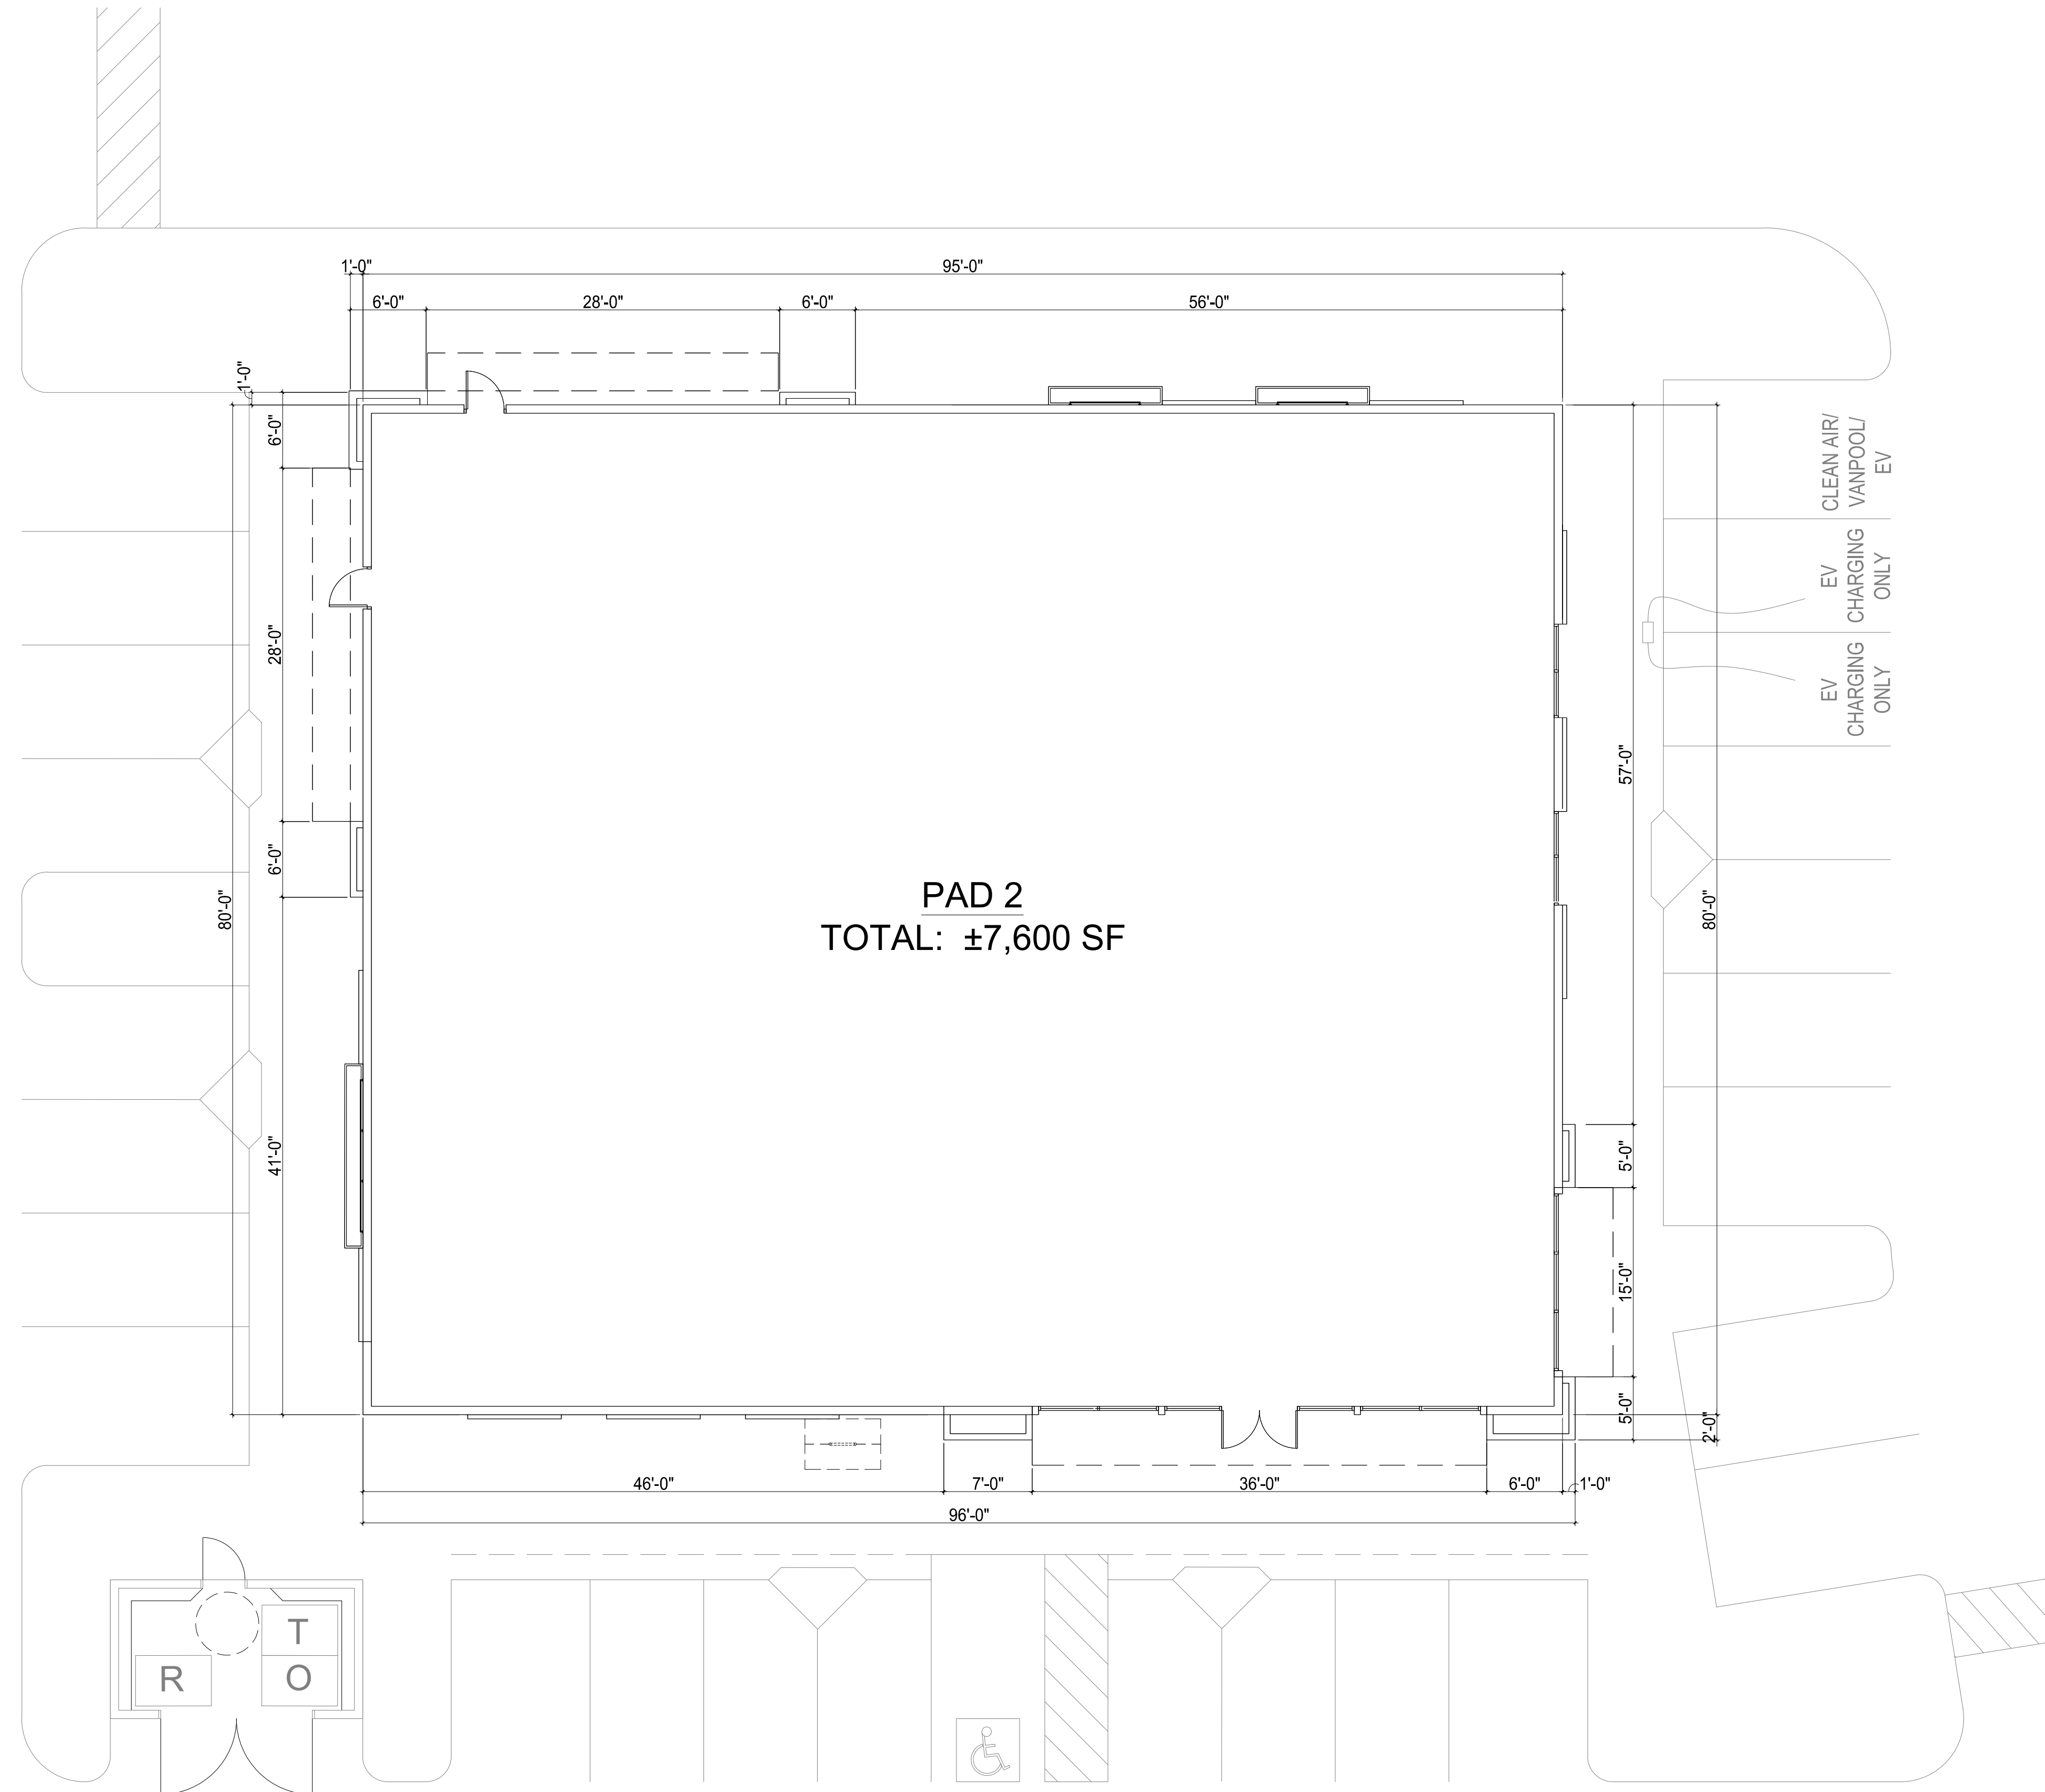 1'-0"
95'-0"
6'-0"
28'-0"
6'-0"
56'-0"
1'-0"
6'-0"
28'-0"
6'-0"
80'-0"
41'-0"
CLEAN AIR/
VANPOOL/
EV
EV
CHARGING
ONLY
EV
CHARGING
ONLY
57'-0"
80'-0"
5'-0"
15'-0"
5'-0"
2'-0"
PAD 2
TOTAL: ±7,600 SF
46'-0"
7'-0"
36'-0"
6'-0"
1'-0"
96'-0"
T
R
O